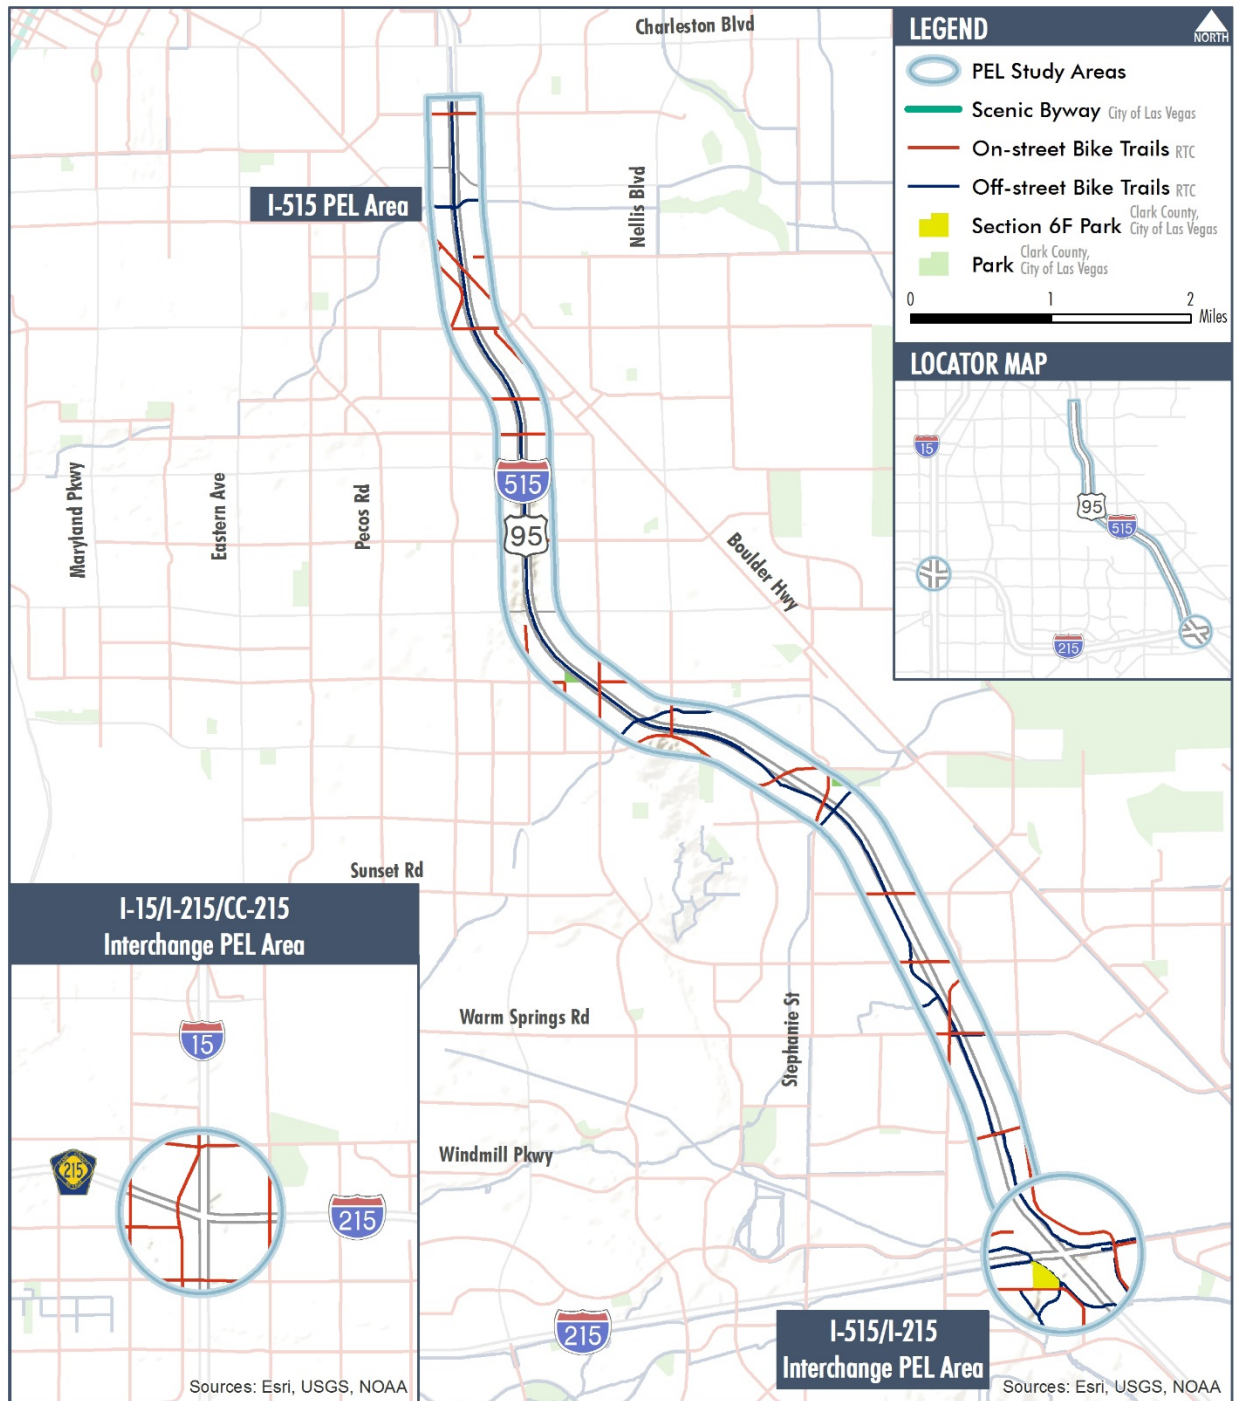 Charleston Blvd
LEGEND
NORTH
PEL Study Areas
Scenic Byway City of Las Vegas
On-street Bike Trails RTC
Off-street Bike Trails RTC
Section 6F Park Clark County,
City of Las Vegas
Park Clark County,
City of Las Vegas
0 1 2
Miles
LOCATOR MAP
15
95
515
215
I-515 PEL Area
Nellis Blvd
Maryland Pkwy
Eastern Ave
Pecos Rd
515
95
Boulder Hwy
Sunset Rd
Warm Springs Rd
Stephanie St
Windmill Pkwy
215
I-515/I-215
Interchange PEL Area
Sources: Esri, USGS, NOAA
I-15/I-215/CC-215
Interchange PEL Area
15
215
215
Sources: Esri, USGS, NOAA